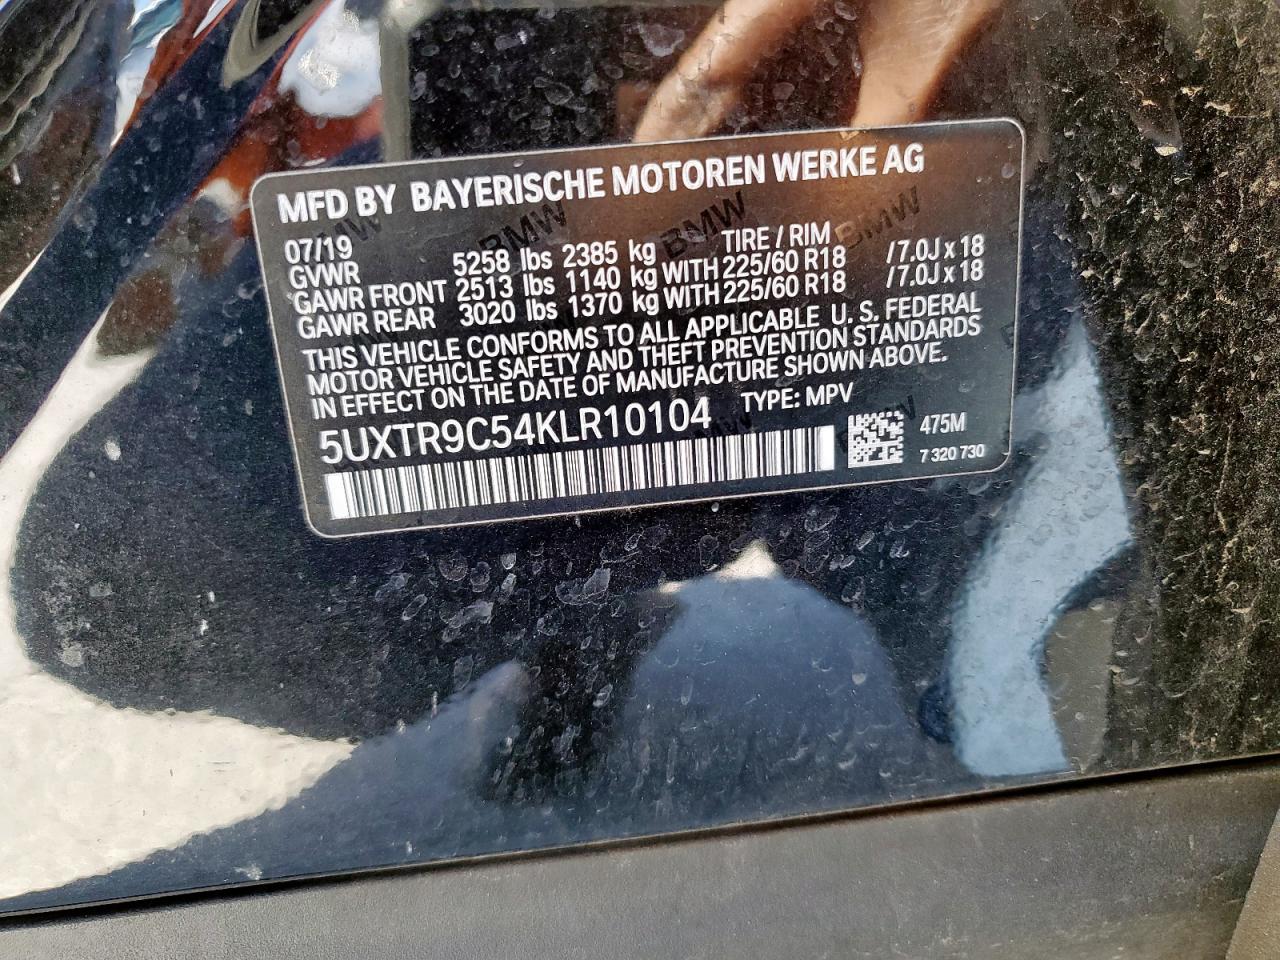 MFD BY BAYERISCHE MOTOREN WERKE AG
07/19 TIRE / RIM
GVWR 5258 lbs 2385 kg
GAWR FRONT 2513 lbs 1140 kg WITH 225/60 R18 /7.0J x 18
GAWR REAR 3020 lbs 1370 kg WITH 225/60 R18 /7.0J x 18
THIS VEHICLE CONFORMS TO ALL APPLICABLE U. S. FEDERAL
MOTOR VEHICLE SAFETY AND THEFT PREVENTION STANDARDS
IN EFFECT ON THE DATE OF MANUFACTURE SHOWN ABOVE.
5UXTR9C54KLR10104 TYPE: MPV
475M
7 320 730
BMW
BMW
BMW